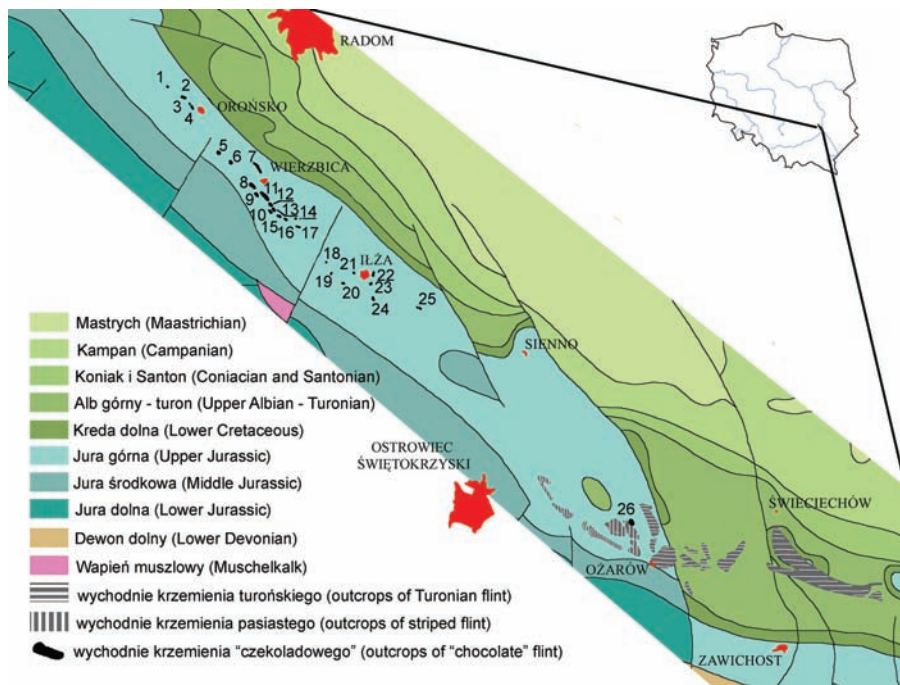 RADOM
1
2
3
4
OROŃSKO
5
6
7
WIERZBICA
8
9
10
11
12
13
14
15
16
17
18
19
20
21
IŁŻA
22
23
24
25
SIENNO
OSTROWIEC
ŚWIĘTOKRZYSKI
26
ŚWIECIECHÓW
OŻARÓW
ZAWICHOST
Mastrych (Maastrichian)
Kampan (Campanian)
Koniak i Santon (Coniacian and Santonian)
Alb górny - turon (Upper Albian - Turonian)
Kreda dolna (Lower Cretaceous)
Jura górna (Upper Jurassic)
Jura środkowa (Middle Jurassic)
Jura dolna (Lower Jurassic)
Dewon dolny (Lower Devonian)
Wapień muszlowy (Muschelkalk)
wychodnie krzemienia turońskiego (outcrops of Turonian flint)
wychodnie krzemienia pasiastego (outcrops of striped flint)
wychodnie krzemienia “czekoladowego” (outcrops of “chocolate” flint)